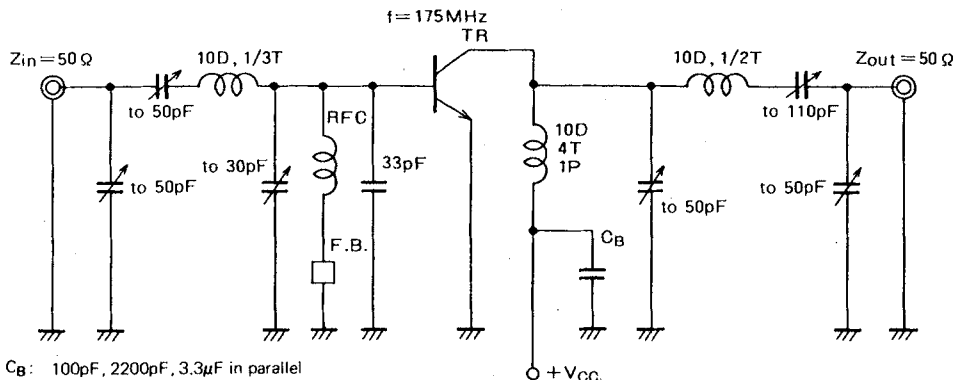 f=175MHz
TR
Zin=50Ω
10D, 1/3T
10D, 1/2T
Zout=50Ω
to 50pF
RFC
to 110pF
to 50pF
to 30pF
33pF
10D
4T
1P
to 50pF
to 50pF
F.B.
CB
CB: 100pF, 2200pF, 3.3μF in parallel
+VCC.